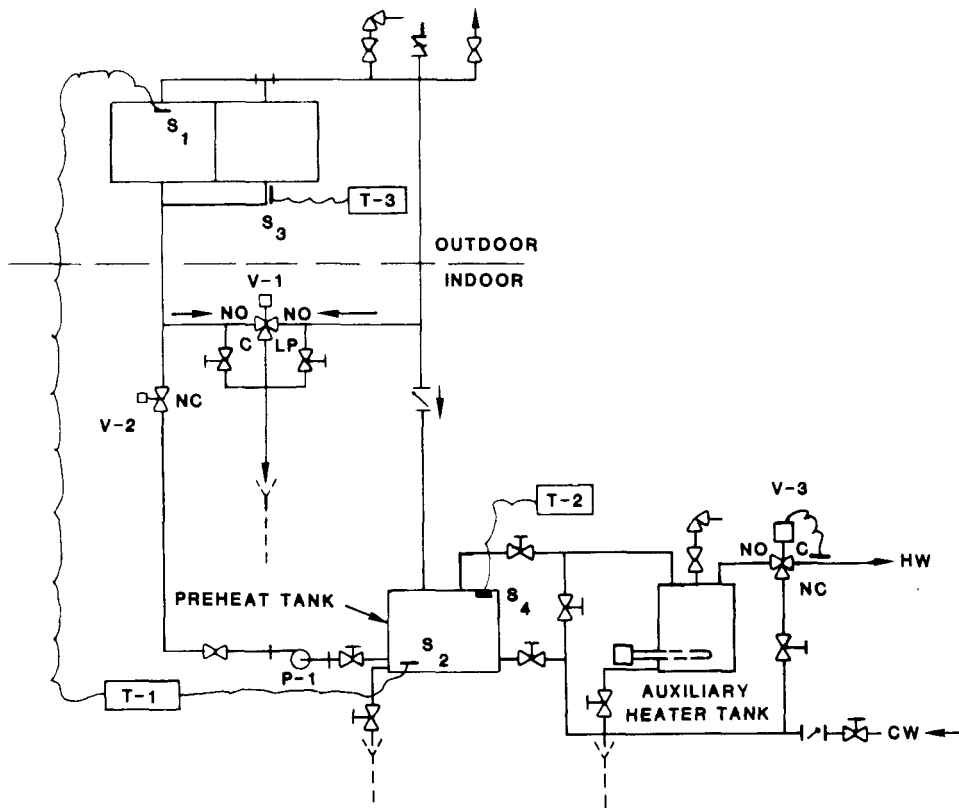 S1
T-3
S3
OUTDOOR
INDOOR
V-1
NO NO
C LP
NC
V-2
T-2
V-3
NO C
HW
NC
PREHEAT TANK
S4
S2
P-1
T-1
AUXILIARY
HEATER TANK
CW